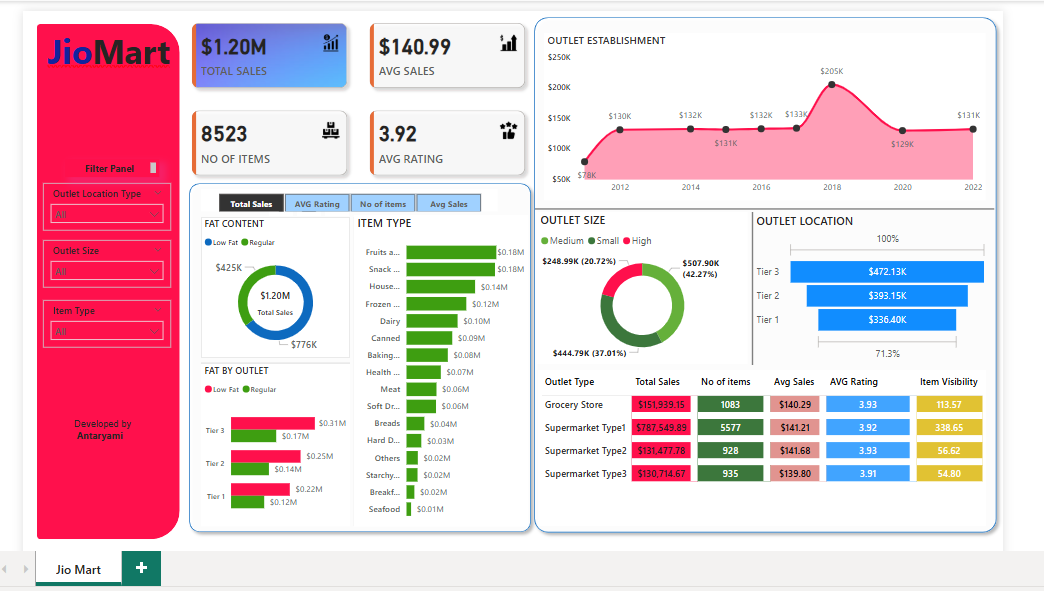 JioMart
Filter Panel
Outlet Location Type
All
Outlet Size
All
Item Type
All
Developed by
Antaryami
$1.20M
TOTAL SALES
$140.99
AVG SALES
8523
NO OF ITEMS
3.92
AVG RATING
Total Sales AVG Rating No of items Avg Sales
FAT CONTENT
Low Fat Regular
$425K
$1.20M
Total Sales
$776K
FAT BY OUTLET
Low Fat Regular
Tier 3 $0.31M
$0.17M
Tier 2 $0.25M
$0.14M
Tier 1 $0.22M
$0.12M
ITEM TYPE
Fruits a... $0.18M
Snack ... $0.18M
House... $0.14M
Frozen ... $0.12M
Dairy $0.10M
Canned $0.09M
Baking... $0.08M
Health ... $0.07M
Meat $0.06M
Soft Dr... $0.06M
Breads $0.04M
Hard D... $0.03M
Others $0.02M
Starchy... $0.02M
Breakf... $0.02M
Seafood $0.01M
OUTLET ESTABLISHMENT
$250K
$200K
$150K
$100K
$50K
$78K
$130K
$132K
$131K
$132K
$133K
$205K
$129K
$131K
2012 2014 2016 2018 2020 2022
OUTLET SIZE
Medium Small High
$248.99K (20.72%)
$507.90K
(42.27%)
$444.79K (37.01%)
OUTLET LOCATION
100%
Tier 3 $472.13K
Tier 2 $393.15K
Tier 1 $336.40K
71.3%
Outlet Type Total Sales No of items Avg Sales AVG Rating Item Visibility
Grocery Store $151,939.15 1083 $140.29 3.93 113.57
Supermarket Type1 $787,549.89 5577 $141.21 3.92 338.65
Supermarket Type2 $131,477.78 928 $141.68 3.93 56.62
Supermarket Type3 $130,714.67 935 $139.80 3.91 54.80
Jio Mart
+